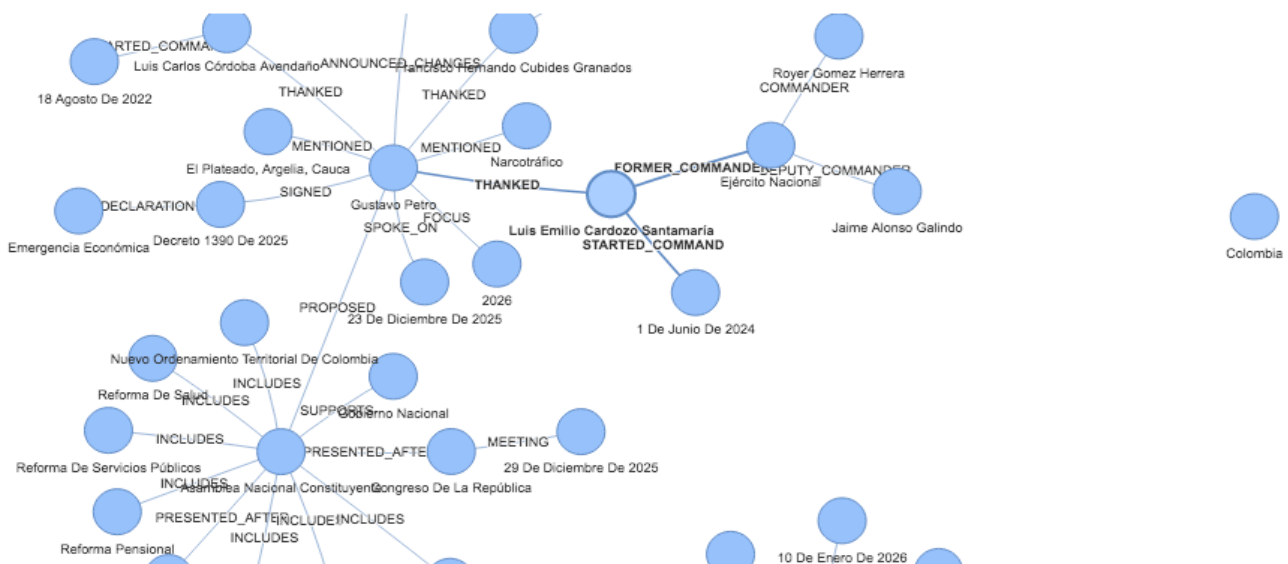 ARTED_COMMA
Luis Carlos Córdoba Avendaño
ANNOUNCED_CHANGES
Francisco Hernando Cubides Granados
18 Agosto De 2022
THANKED
THANKED
Royer Gomez Herrera
COMMANDER
MENTIONED
MENTIONED
El Plateado, Argelia, Cauca
Narcotráfico
FORMER_COMMANDER
DEPUTY_COMMANDER
Ejército Nacional
THANKED
SIGNED
Gustavo Petro
DECLARATION
FOCUS
SPOKE_ON
Luis Emilio Cardozo Santamaría
Jaime Alonso Galindo
Emergencia Económica
Decreto 1390 De 2025
STARTED_COMMAND
Colombia
2026
PROPOSED
23 De Diciembre De 2025
1 De Junio De 2024
Nuevo Ordenamiento Territorial De Colombia
INCLUDES
Reforma De Salud
INCLUDES
SUPPORTS
Gobierno Nacional
INCLUDES
PRESENTED_AFTE
MEETING
Reforma De Servicios Públicos
29 De Diciembre De 2025
INCLUDES
Asamblea Nacional Constituyente
Congreso De La República
PRESENTED_AFTER
INCLUDES
INCLUDES
INCLUDES
Reforma Pensional
10 De Enero De 2026